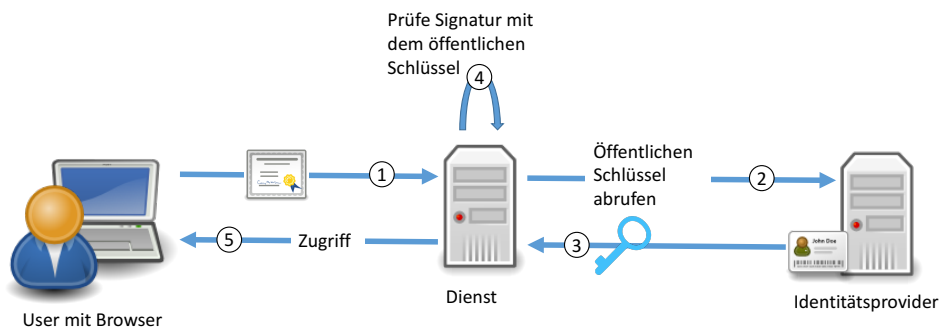 Prüfe Signatur mit
dem öffentlichen
Schlüssel
4
1
Öffentlichen
Schlüssel
abrufen
2
John Doe
5
Zugriff
3
Dienst
Identitätsprovider
User mit Browser